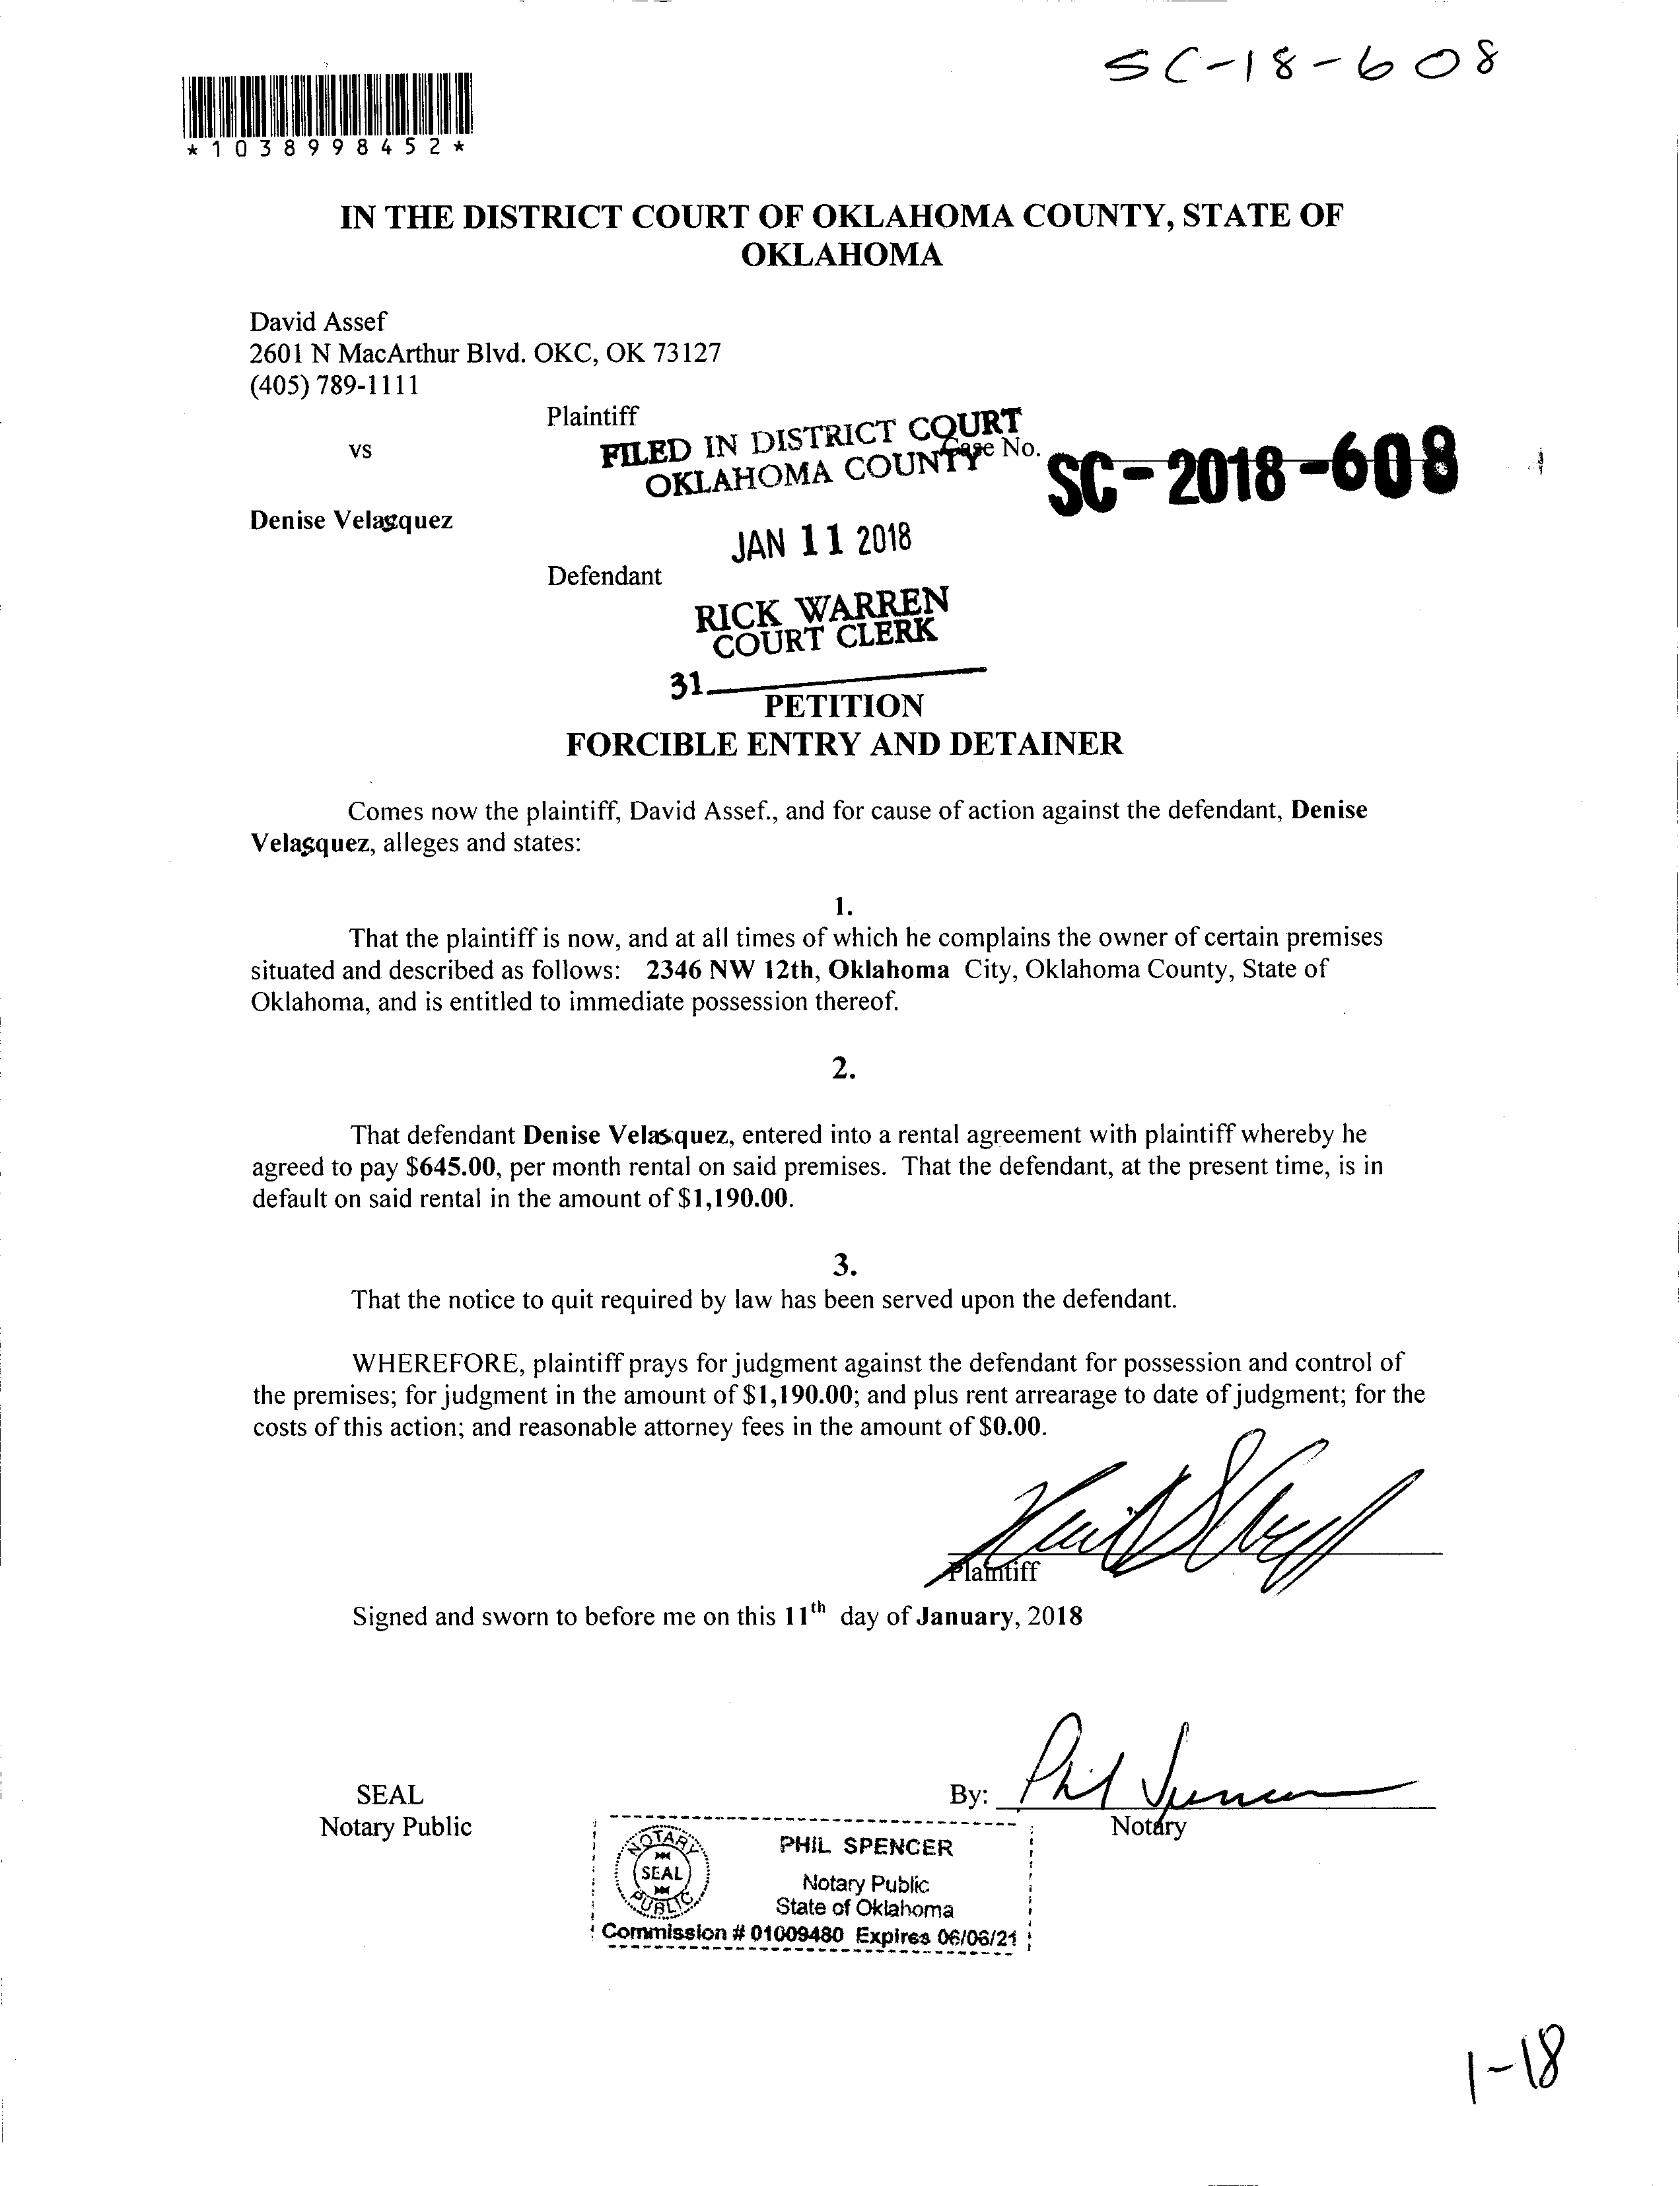 SC-18-608
*1038998452*
IN THE DISTRICT COURT OF OKLAHOMA COUNTY, STATE OF
OKLAHOMA
David Assef
2601 N MacArthur Blvd. OKC, OK 73127
(405) 789-1111
Plaintiff
vs
FILED IN DISTRICT COURT
OKLAHOMA COUNTY
Case No.
SC-2018-608
Denise Velasquez
JAN 11 2018
Defendant
RICK WARREN
COURT CLERK
31
PETITION
FORCIBLE ENTRY AND DETAINER
Comes now the plaintiff, David Assef., and for cause of action against the defendant, Denise
Velasquez, alleges and states:
1.
That the plaintiff is now, and at all times of which he complains the owner of certain premises
situated and described as follows: 2346 NW 12th, Oklahoma City, Oklahoma County, State of
Oklahoma, and is entitled to immediate possession thereof.
2.
That defendant Denise Velasquez, entered into a rental agreement with plaintiff whereby he
agreed to pay $645.00, per month rental on said premises. That the defendant, at the present time, is in
default on said rental in the amount of $1,190.00.
3.
That the notice to quit required by law has been served upon the defendant.
WHEREFORE, plaintiff prays for judgment against the defendant for possession and control of
the premises; for judgment in the amount of $1,190.00; and plus rent arrearage to date of judgment; for the
costs of this action; and reasonable attorney fees in the amount of $0.00.
Plaintiff
Signed and sworn to before me on this 11th day of January, 2018
SEAL
Notary Public
By: Phil Spencer
Notary
NOTARY
SEAL
PUBLIC
PHIL SPENCER
Notary Public
State of Oklahoma
Commission # 01009480 Expires 06/06/21
1-18